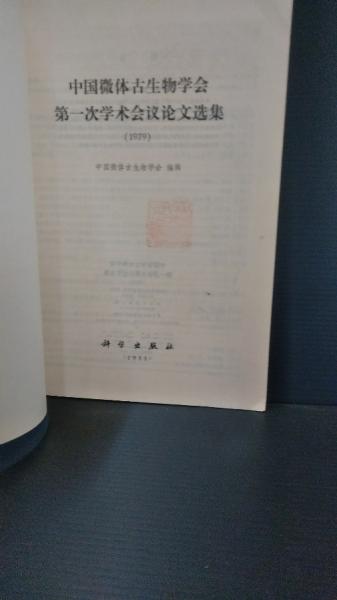 中国微体古生物学会
第一次学术会议论文选集
(1979)
中国微体古生物学会 编辑
科学出版社